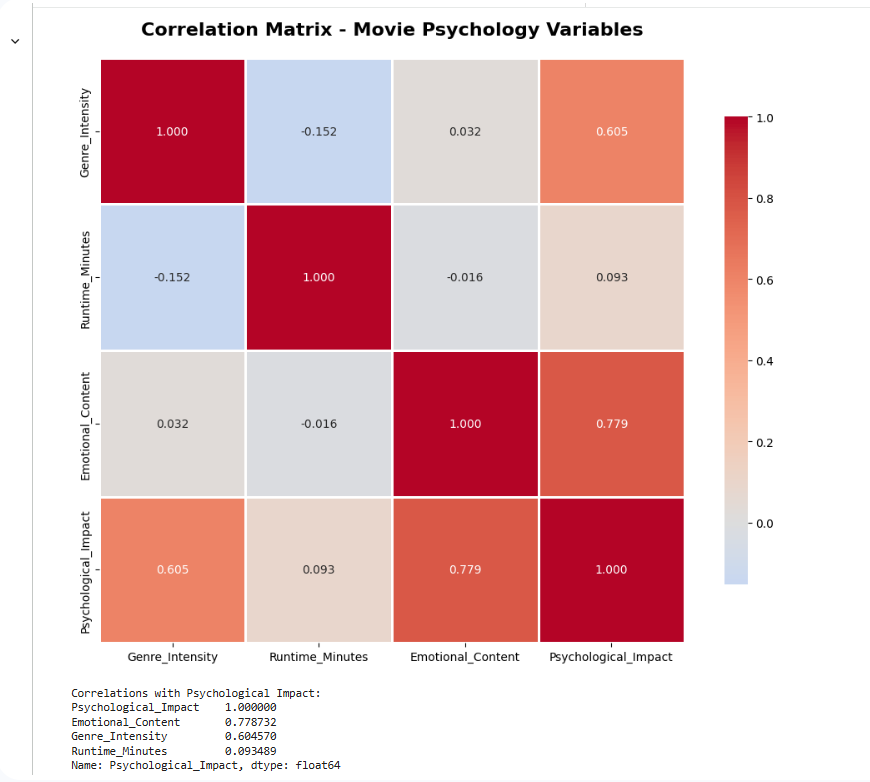 Correlation Matrix - Movie Psychology Variables
Genre_Intensity
1.000
-0.152
0.032
0.605
Runtime_Minutes
-0.152
1.000
-0.016
0.093
Emotional_Content
0.032
-0.016
1.000
0.779
Psychological_Impact
0.605
0.093
0.779
1.000
Genre_Intensity Runtime_Minutes Emotional_Content Psychological_Impact
1.0
0.8
0.6
0.4
0.2
0.0
Correlations with Psychological Impact:
Psychological_Impact    1.000000
Emotional_Content       0.778732
Genre_Intensity         0.604570
Runtime_Minutes         0.093489
Name: Psychological_Impact, dtype: float64